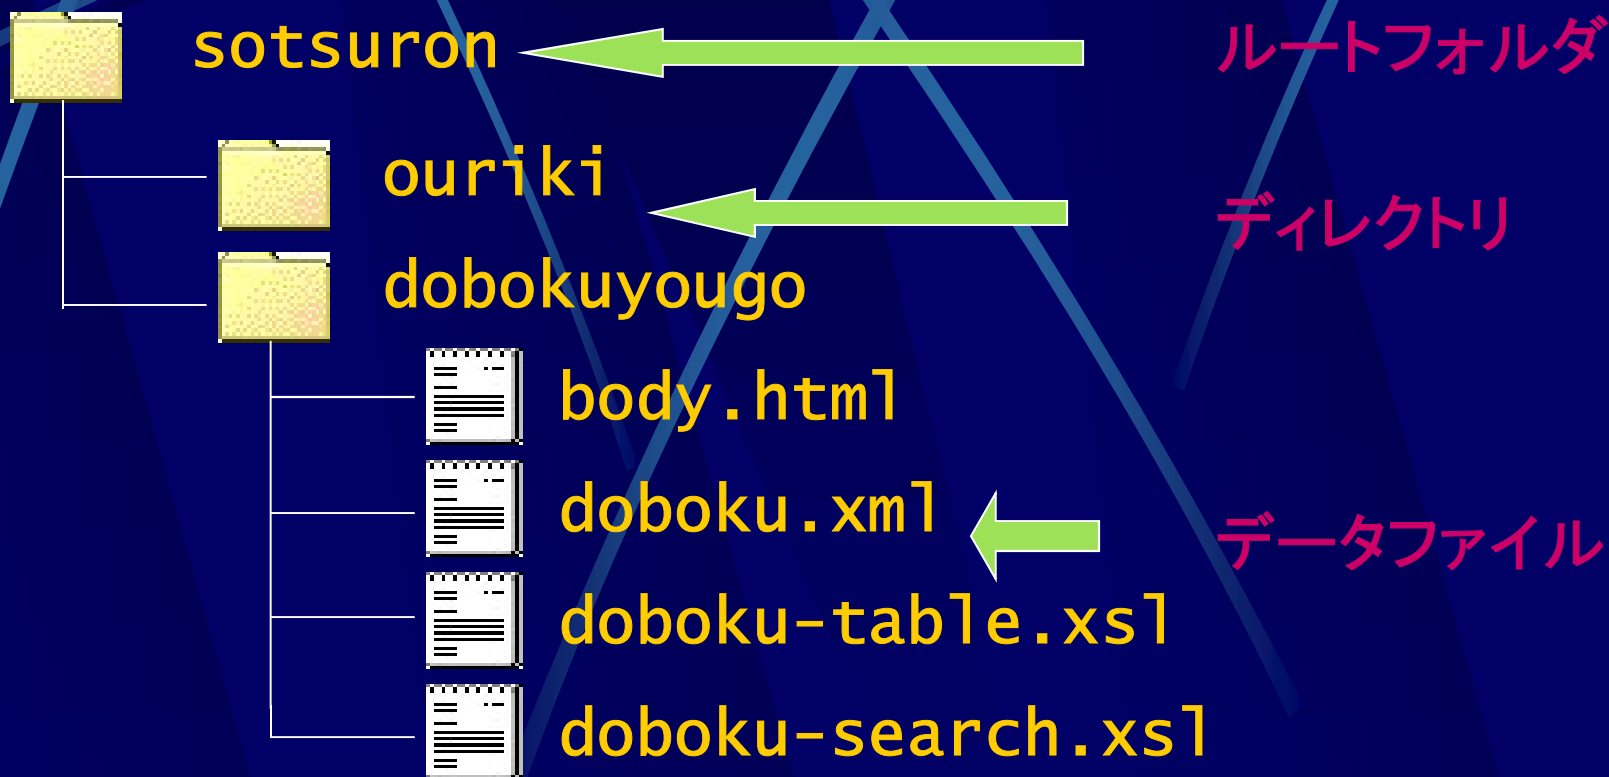 sotsuron ルートフォルダ
ouriki
ディレクトリ
dobokuyougo
body.html
doboku.xml
データファイル
doboku-table.xsl
doboku-search.xsl